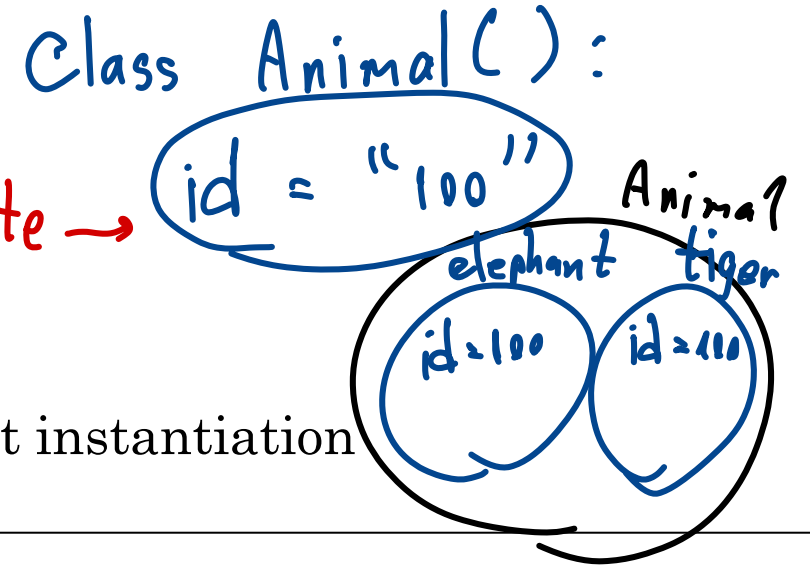 Class Animal():
id = "100"
te →
Animal
elephant tiger
id=100 id=100
t instantiation